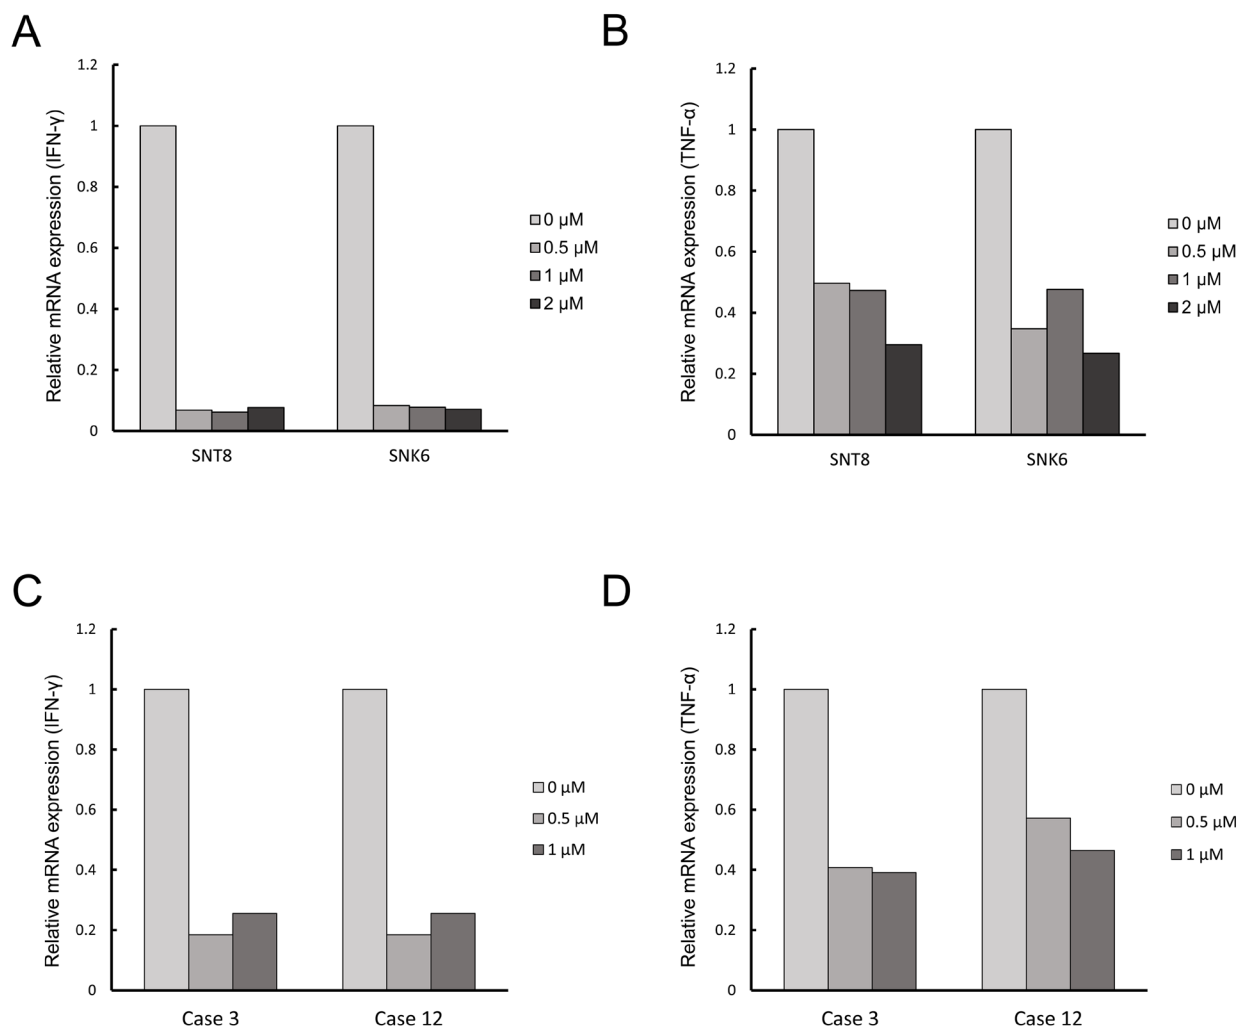 A
Relative mRNA expression (IFN-γ)
1.2
1
0.8
0.6
0.4
0.2
0
SNT8
SNK6
0 µM
0.5 µM
1 µM
2 µM
B
Relative mRNA expression (TNF-α)
1.2
1
0.8
0.6
0.4
0.2
0
SNT8
SNK6
0 µM
0.5 µM
1 µM
2 µM
C
Relative mRNA expression (IFN-γ)
1.2
1
0.8
0.6
0.4
0.2
0
Case 3
Case 12
0 µM
0.5 µM
1 µM
D
Relative mRNA expression (TNF-α)
1.2
1
0.8
0.6
0.4
0.2
0
Case 3
Case 12
0 µM
0.5 µM
1 µM